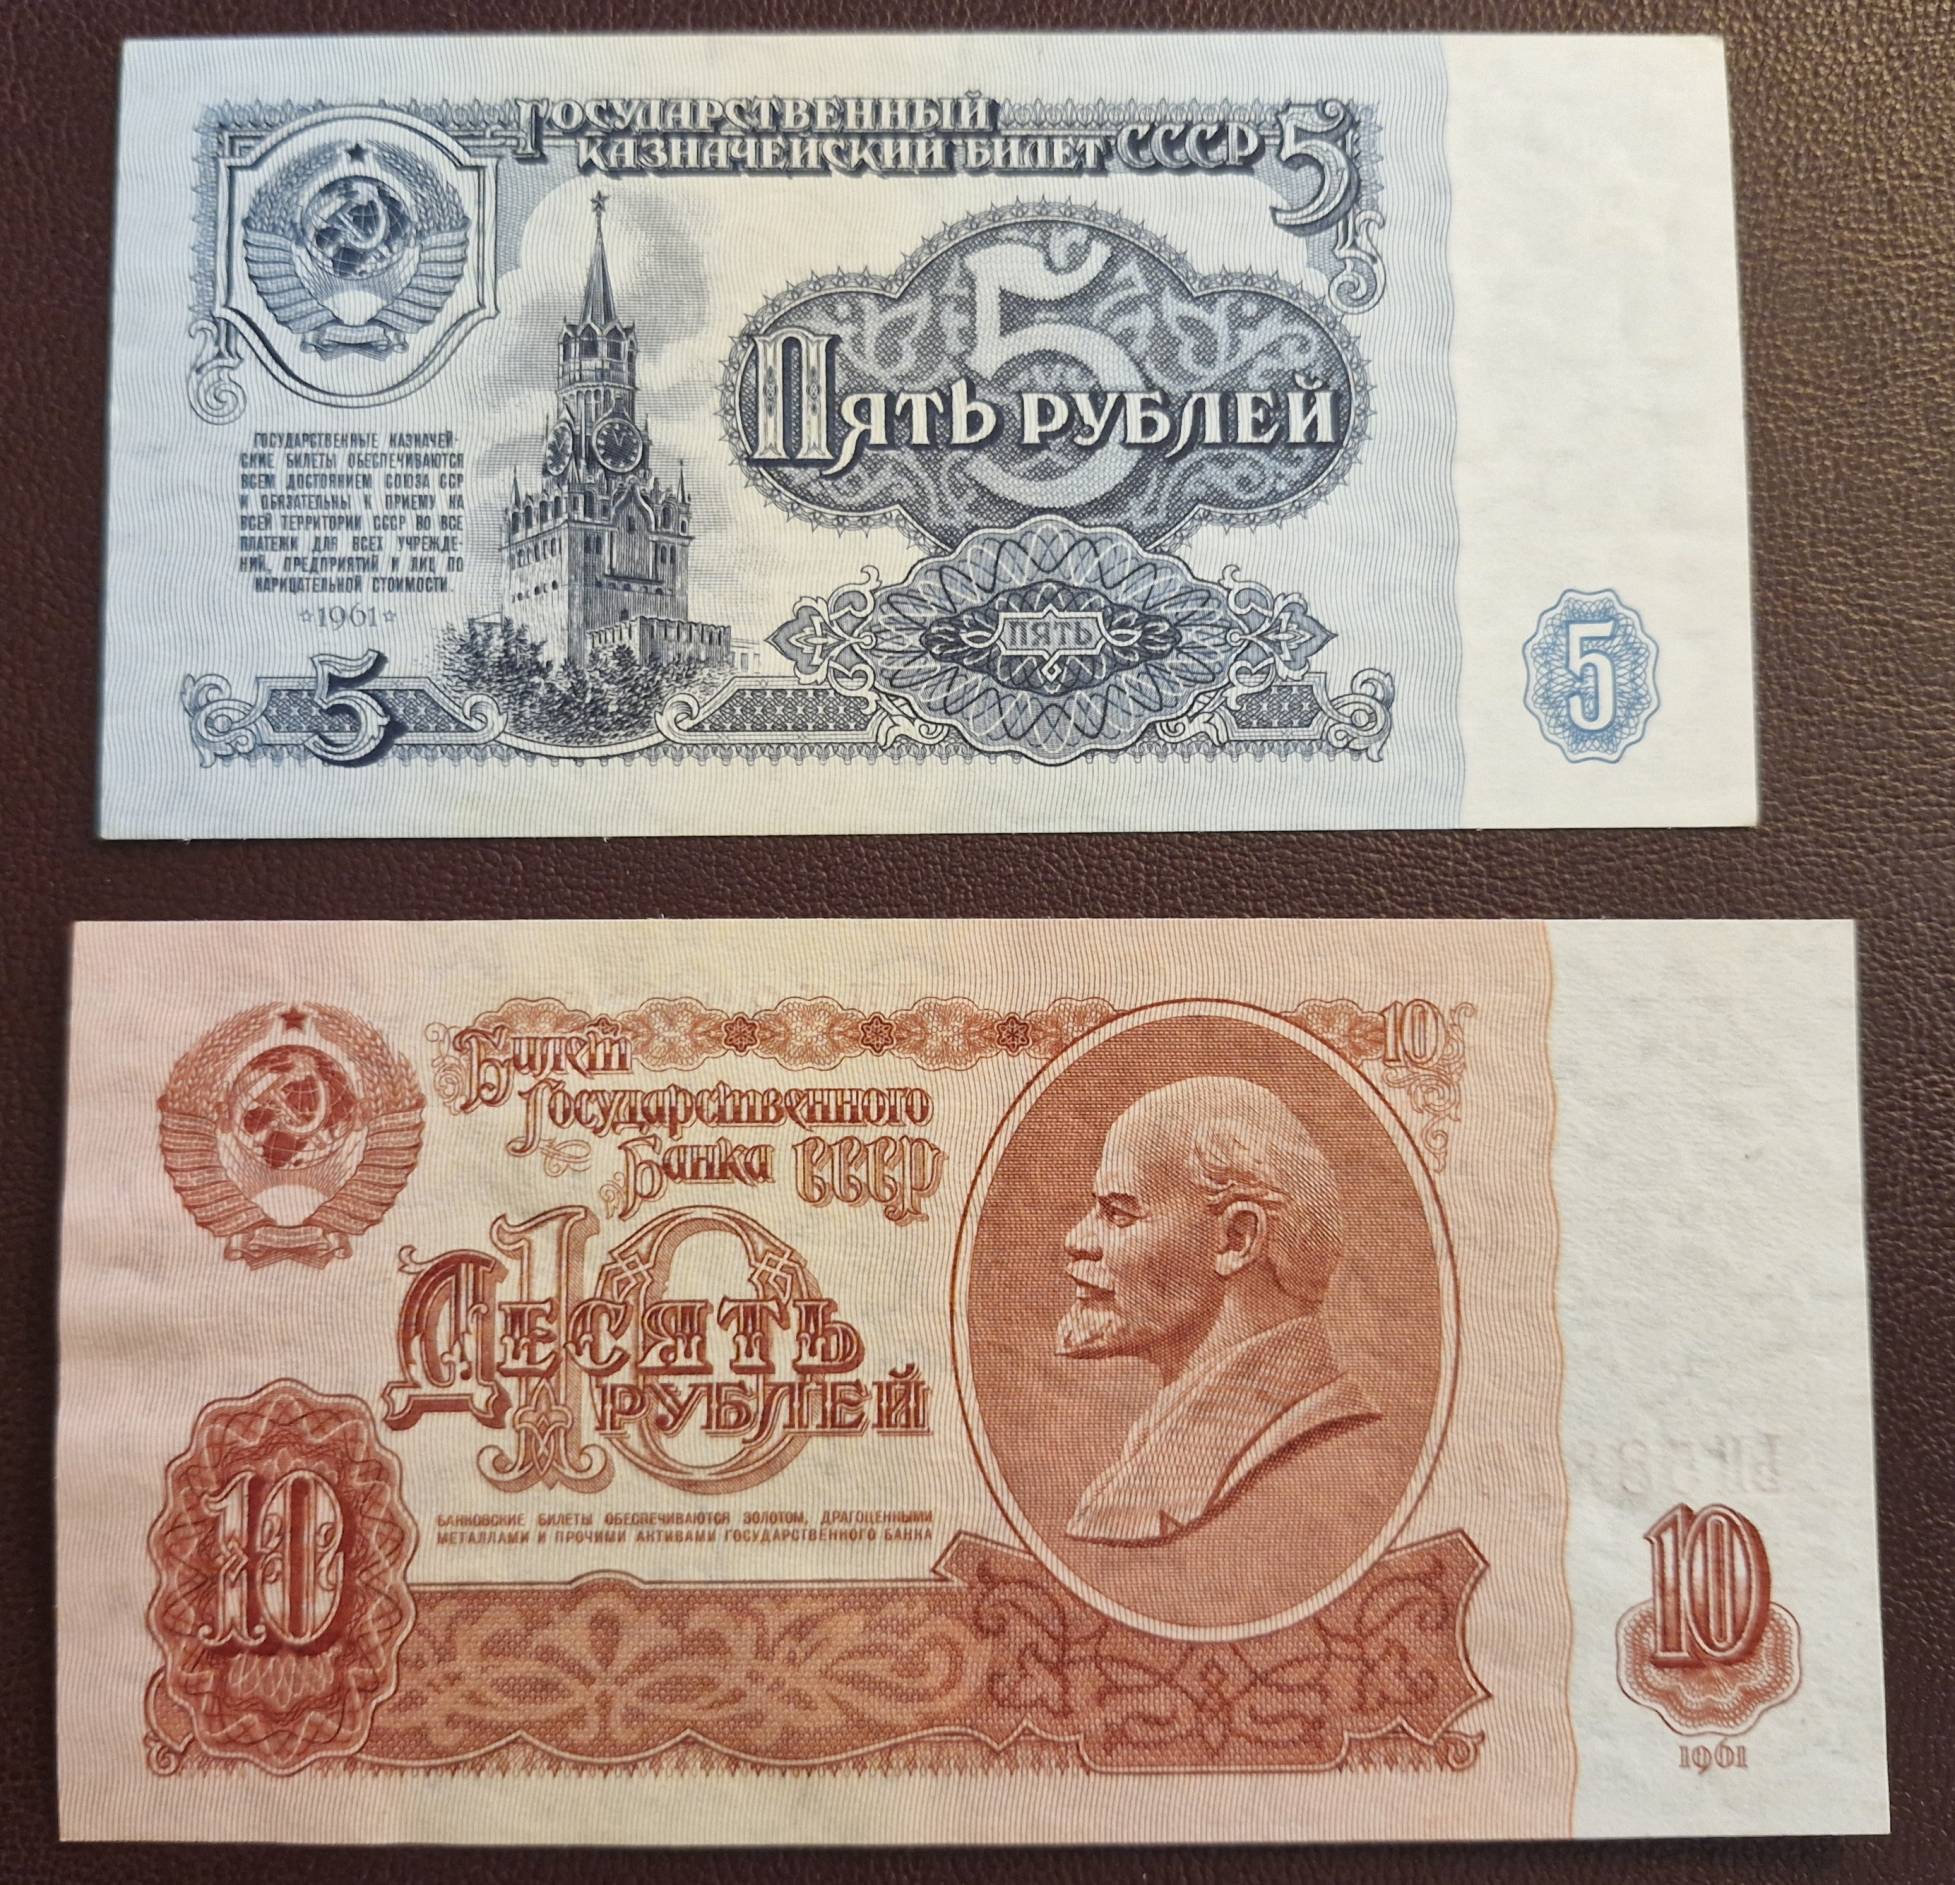 ГОСУДАРСТВЕННЫЙ
КАЗНАЧЕЙСКИЙ БИЛЕТ СССР
5
5
ПЯТЬ РУБЛЕЙ
ГОСУДАРСТВЕННЫЕ КАЗНАЧЕЙ-
СКИЕ БИЛЕТЫ ОБЕСПЕЧИВАЮТСЯ
ВСЕМ ДОСТОЯНИЕМ СОЮЗА ССР
И ОБЯЗАТЕЛЬНЫ К ПРИЕМУ НА
ВСЕЙ ТЕРРИТОРИИ СССР ВО ВСЕ
ПЛАТЕЖИ ДЛЯ ВСЕХ УЧРЕЖДЕ-
НИЙ, ПРЕДПРИЯТИЙ И ЛИЦ ПО
НАРИЦАТЕЛЬНОЙ СТОИМОСТИ.
1961
ПЯТЬ
5
5
Билет
Государственного
Банка СССР
10
10
ДЕСЯТЬ
РУБЛЕЙ
БАНКОВСКИЕ БИЛЕТЫ ОБЕСПЕЧИВАЮТСЯ ЗОЛОТОМ, ДРАГОЦЕННЫМИ
МЕТАЛЛАМИ И ПРОЧИМИ АКТИВАМИ ГОСУДАРСТВЕННОГО БАНКА
10
10
1961